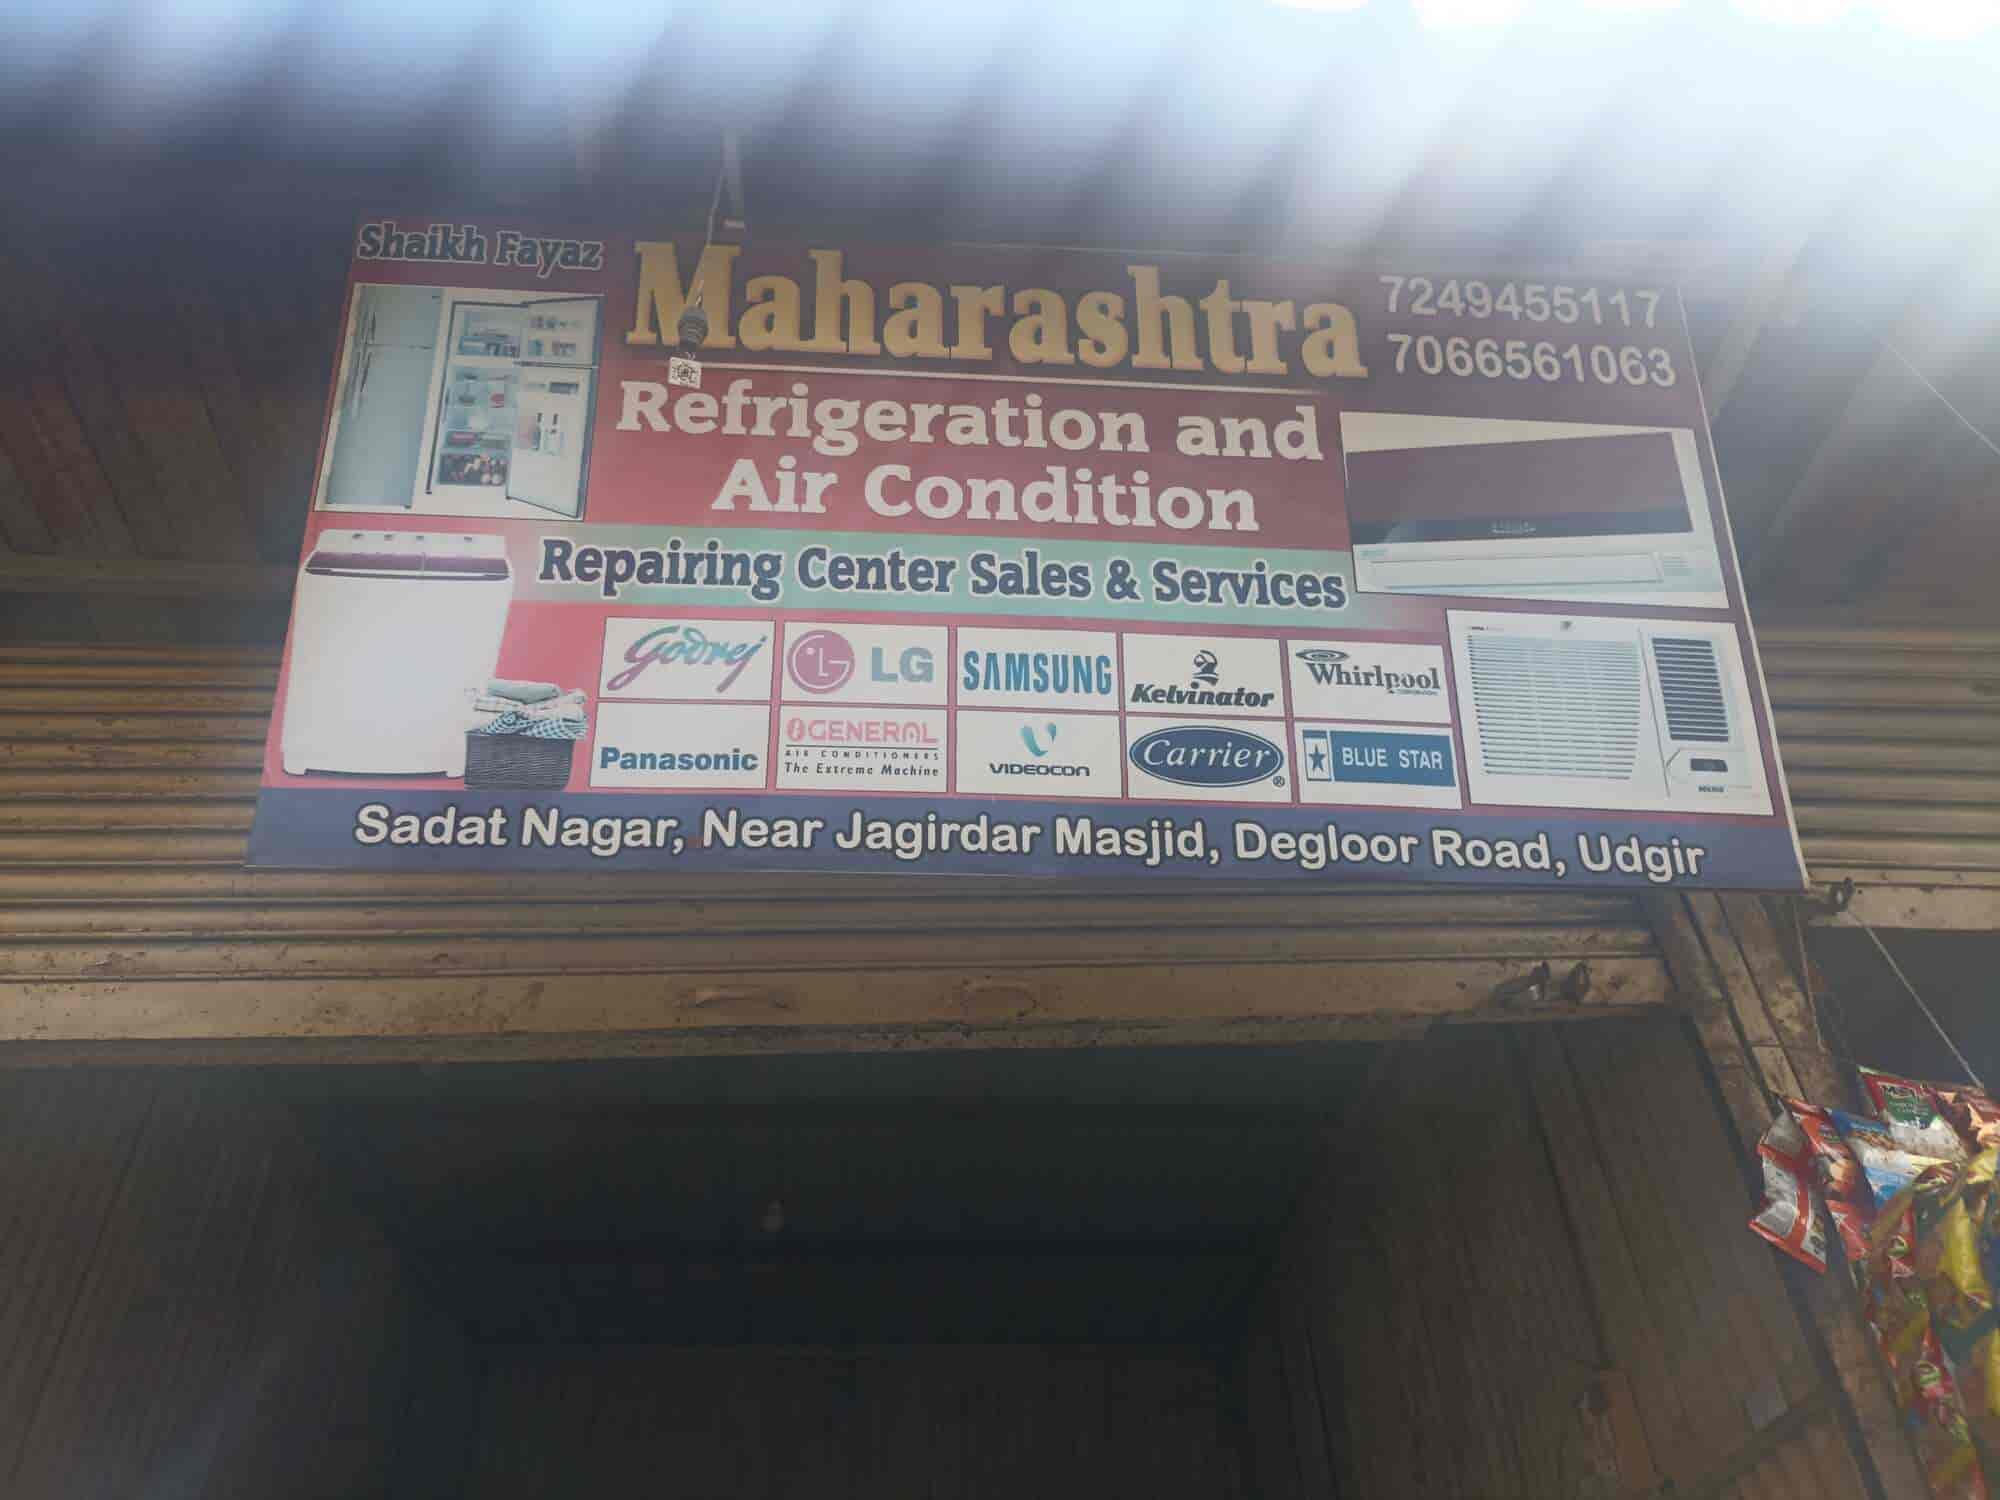 Shaikh Fayaz
Maharashtra
7249455117
7066561063
Refrigeration and
Air Condition
Repairing Center Sales & Services
Godrej
LG
SAMSUNG
Kelvinator
Whirlpool
Panasonic
GENERAL
AIR CONDITIONERS
The Extreme Machine
VIDEOCON
Carrier
®
BLUE STAR
Sadat Nagar, Near Jagirdar Masjid, Degloor Road, Udgir